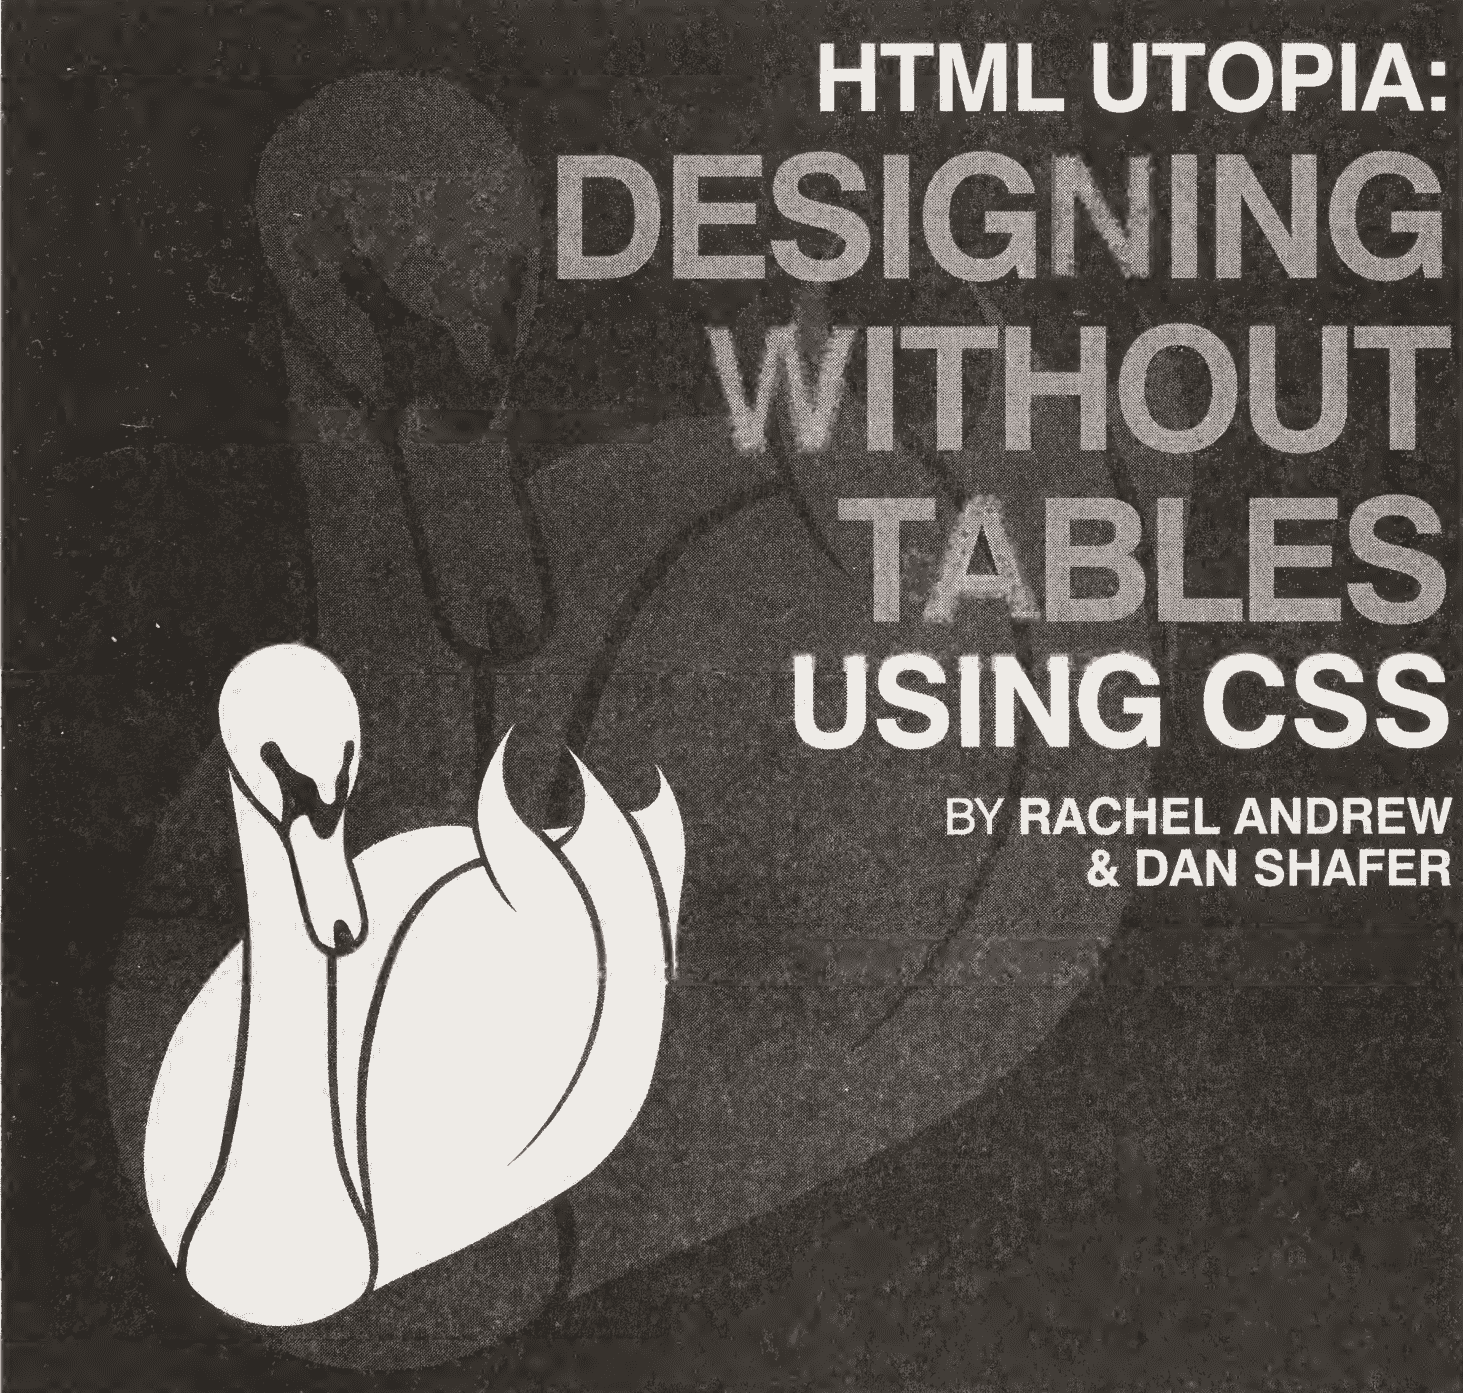 HTML UTOPIA:
DESIGNING
WITHOUT
TABLES
USING CSS
BY RACHEL ANDREW
& DAN SHAFER